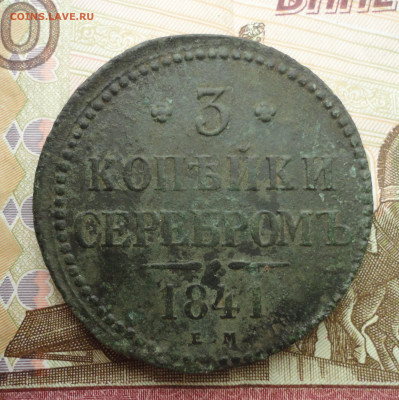 COINS.LAVE.RU
3
КОПѢЙКИ
СЕРЕБРОМЪ
1841
Е М